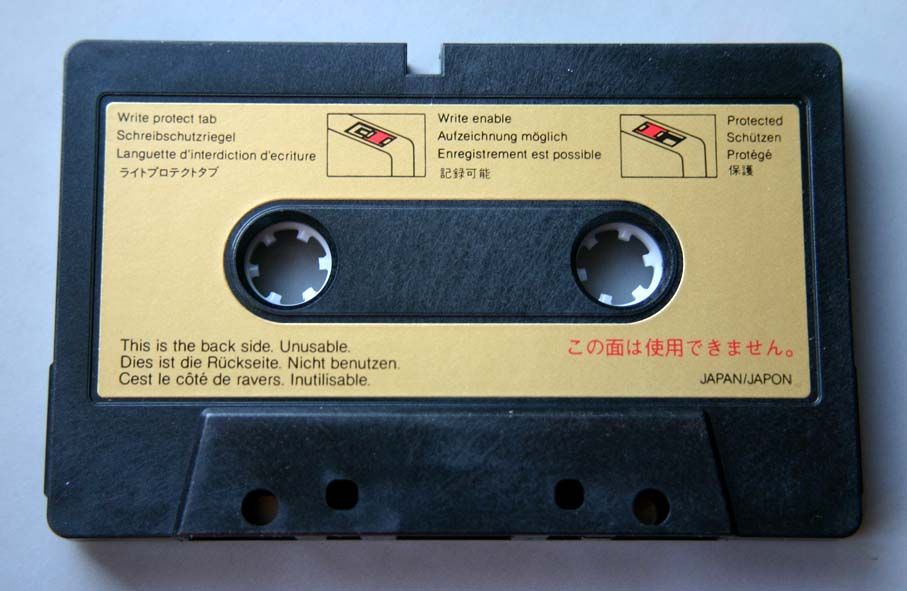 Write protect tab
Schreibschutzriegel
Languette d'interdiction d'ecriture
ライトプロテクトタブ
Write enable
Aufzeichnung möglich
Enregistrement est possible
記録可能
Protected
Schützen
Protégé
保護
This is the back side. Unusable.
Dies ist die Rückseite. Nicht benutzen.
Cest le côté de ravers. Inutilisable.
この面は使用できません。
JAPAN/JAPON